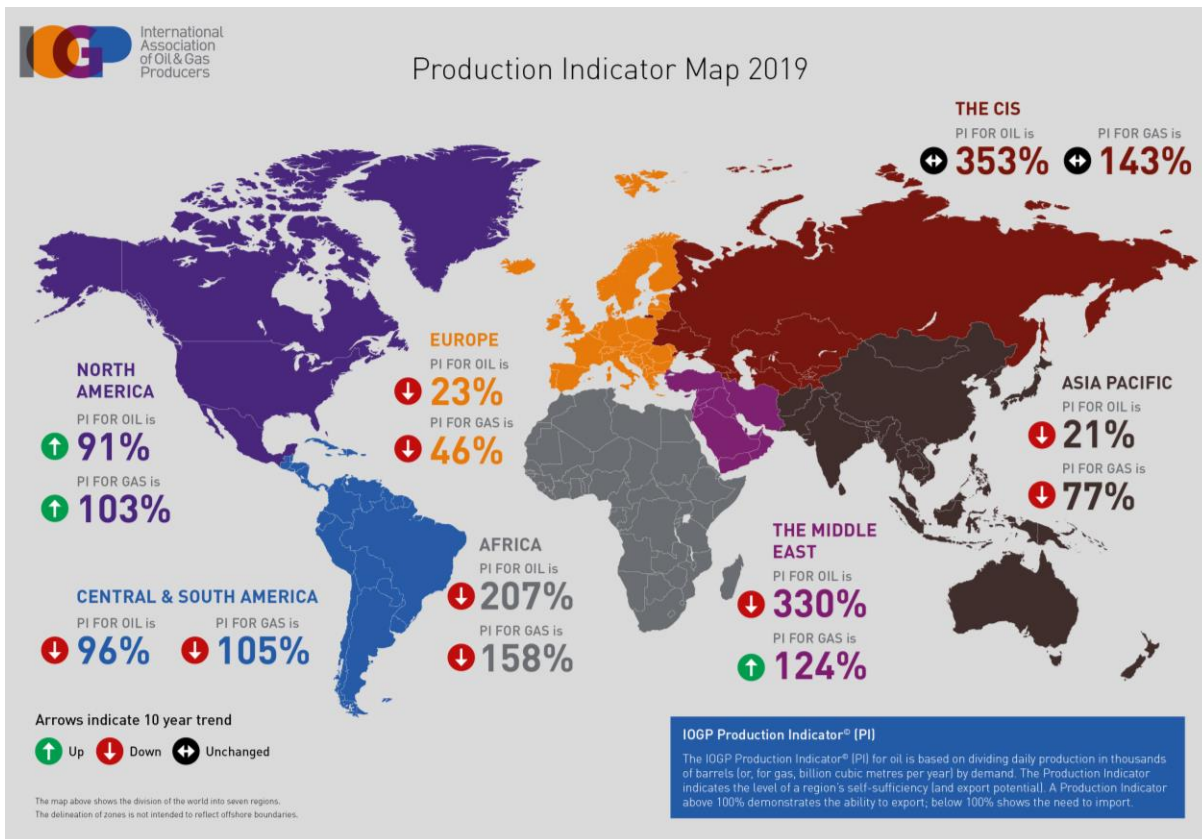 IOGP
International
Association
of Oil & Gas
Producers
Production Indicator Map 2019
THE CIS
PI FOR OIL is
353%
PI FOR GAS is
143%
NORTH
AMERICA
PI FOR OIL is
91%
PI FOR GAS is
103%
EUROPE
PI FOR OIL is
23%
PI FOR GAS is
46%
ASIA PACIFIC
PI FOR OIL is
21%
PI FOR GAS is
77%
CENTRAL & SOUTH AMERICA
PI FOR OIL is
96%
PI FOR GAS is
105%
AFRICA
PI FOR OIL is
207%
PI FOR GAS is
158%
THE MIDDLE
EAST
PI FOR OIL is
330%
PI FOR GAS is
124%
Arrows indicate 10 year trend
Up Down Unchanged
The map above shows the division of the world into seven regions.
The delineation of zones is not intended to reflect offshore boundaries.
IOGP Production Indicator© (PI)
The IOGP Production Indicator® (PI) for oil is based on dividing daily production in thousands
of barrels (or, for gas, billion cubic metres per year) by demand. The Production Indicator
indicates the level of a region's self-sufficiency (and export potential). A Production Indicator
above 100% demonstrates the ability to export; below 100% shows the need to import.